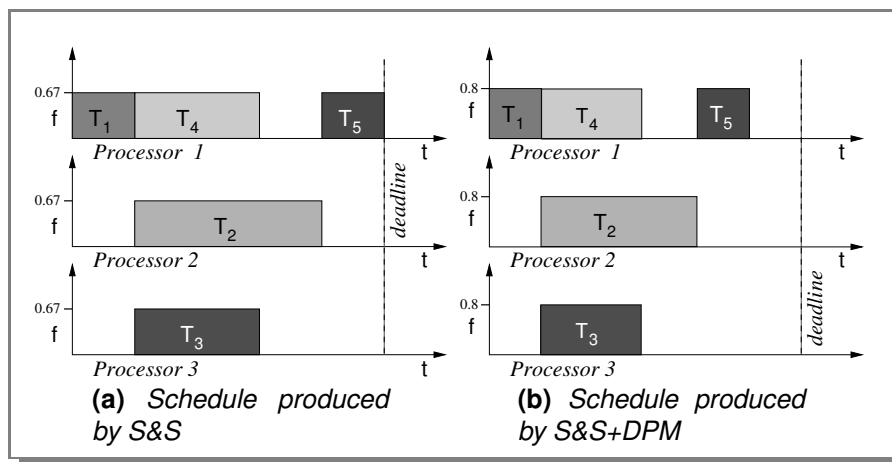 0.67
f
T1
T4
T5
Processor 1
t
0.67
f
T2
Processor 2
t
deadline
0.67
f
T3
Processor 3
t
(a) Schedule produced
by S&S
0.8
f
T1
T4
T5
Processor 1
t
0.8
f
T2
Processor 2
t
0.8
f
T3
Processor 3
t
deadline
(b) Schedule produced
by S&S+DPM